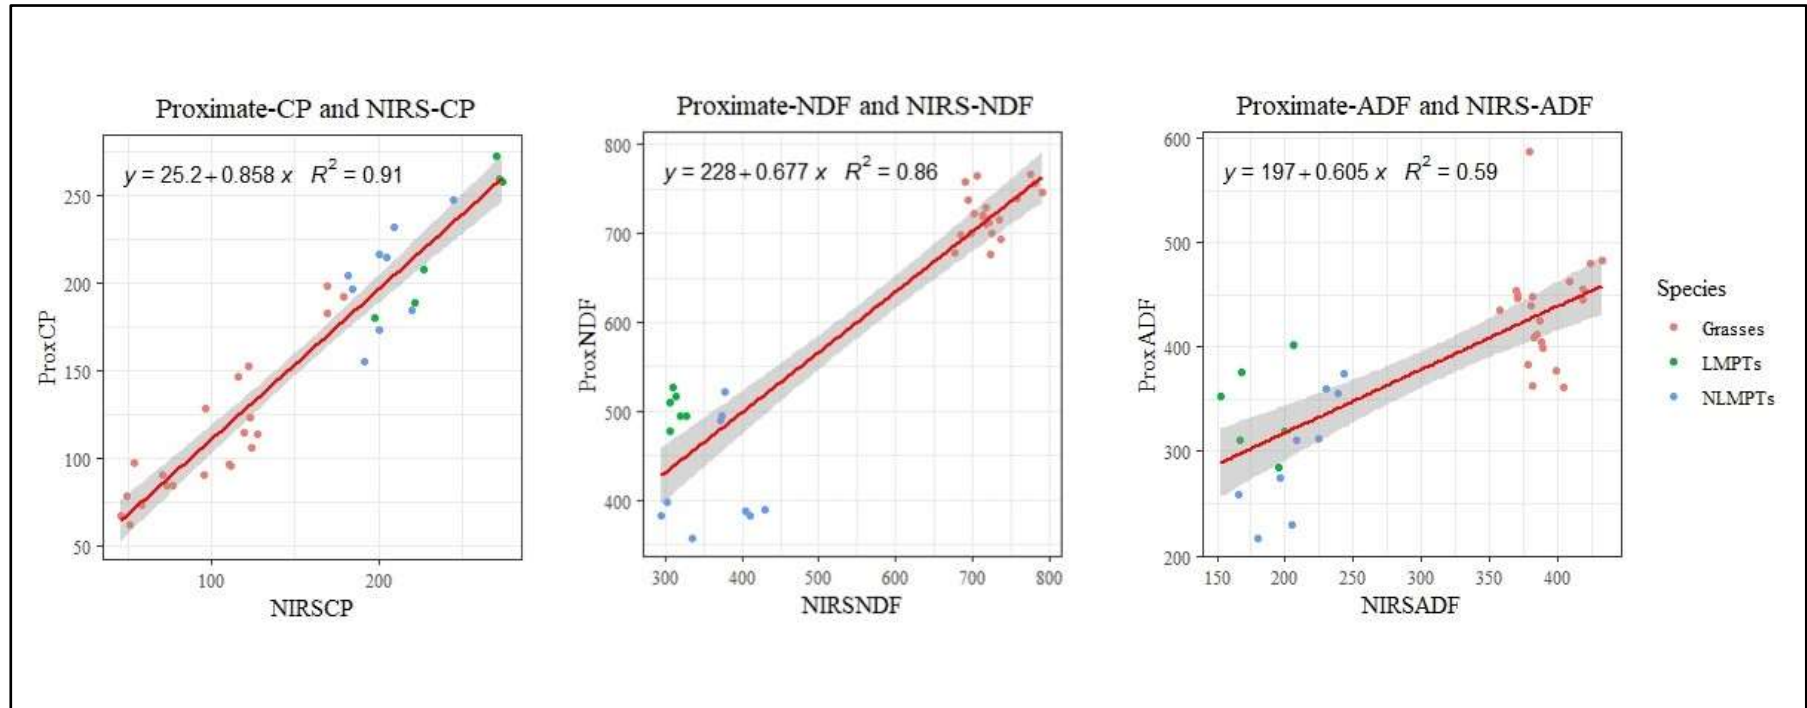 Proximate-CP and NIRS-CP
y = 25.2 + 0.858 x R² = 0.91
250
200
150
100
50
100 200
ProxCP
NIRSCP
Proximate-NDF and NIRS-NDF
y = 228 + 0.677 x R² = 0.86
800
700
600
500
400
300 400 500 600 700 800
ProxNDF
NIRSNDF
Proximate-ADF and NIRS-ADF
y = 197 + 0.605 x R² = 0.59
600
500
400
300
200
150 200 250 300 350 400
ProxADF
NIRSADF
Species
Grasses
LMPTs
NLMPTs